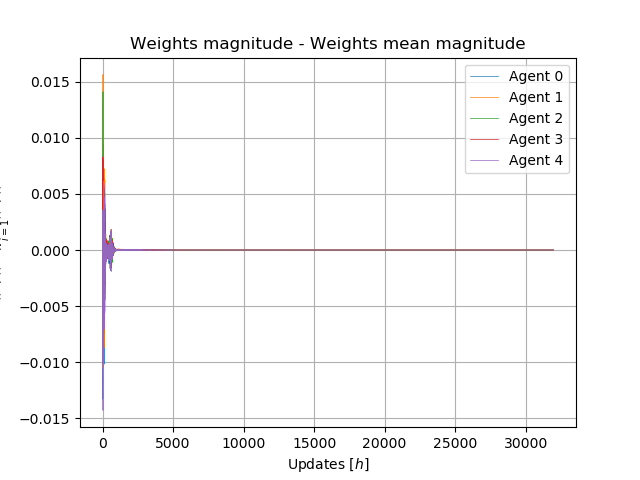 Weights magnitude - Weights mean magnitude
0.015
0.010
0.005
0.000
−0.005
−0.010
−0.015
0
5000
10000
15000
20000
25000
30000
Updates [h]
Agent 0
Agent 1
Agent 2
Agent 3
Agent 4